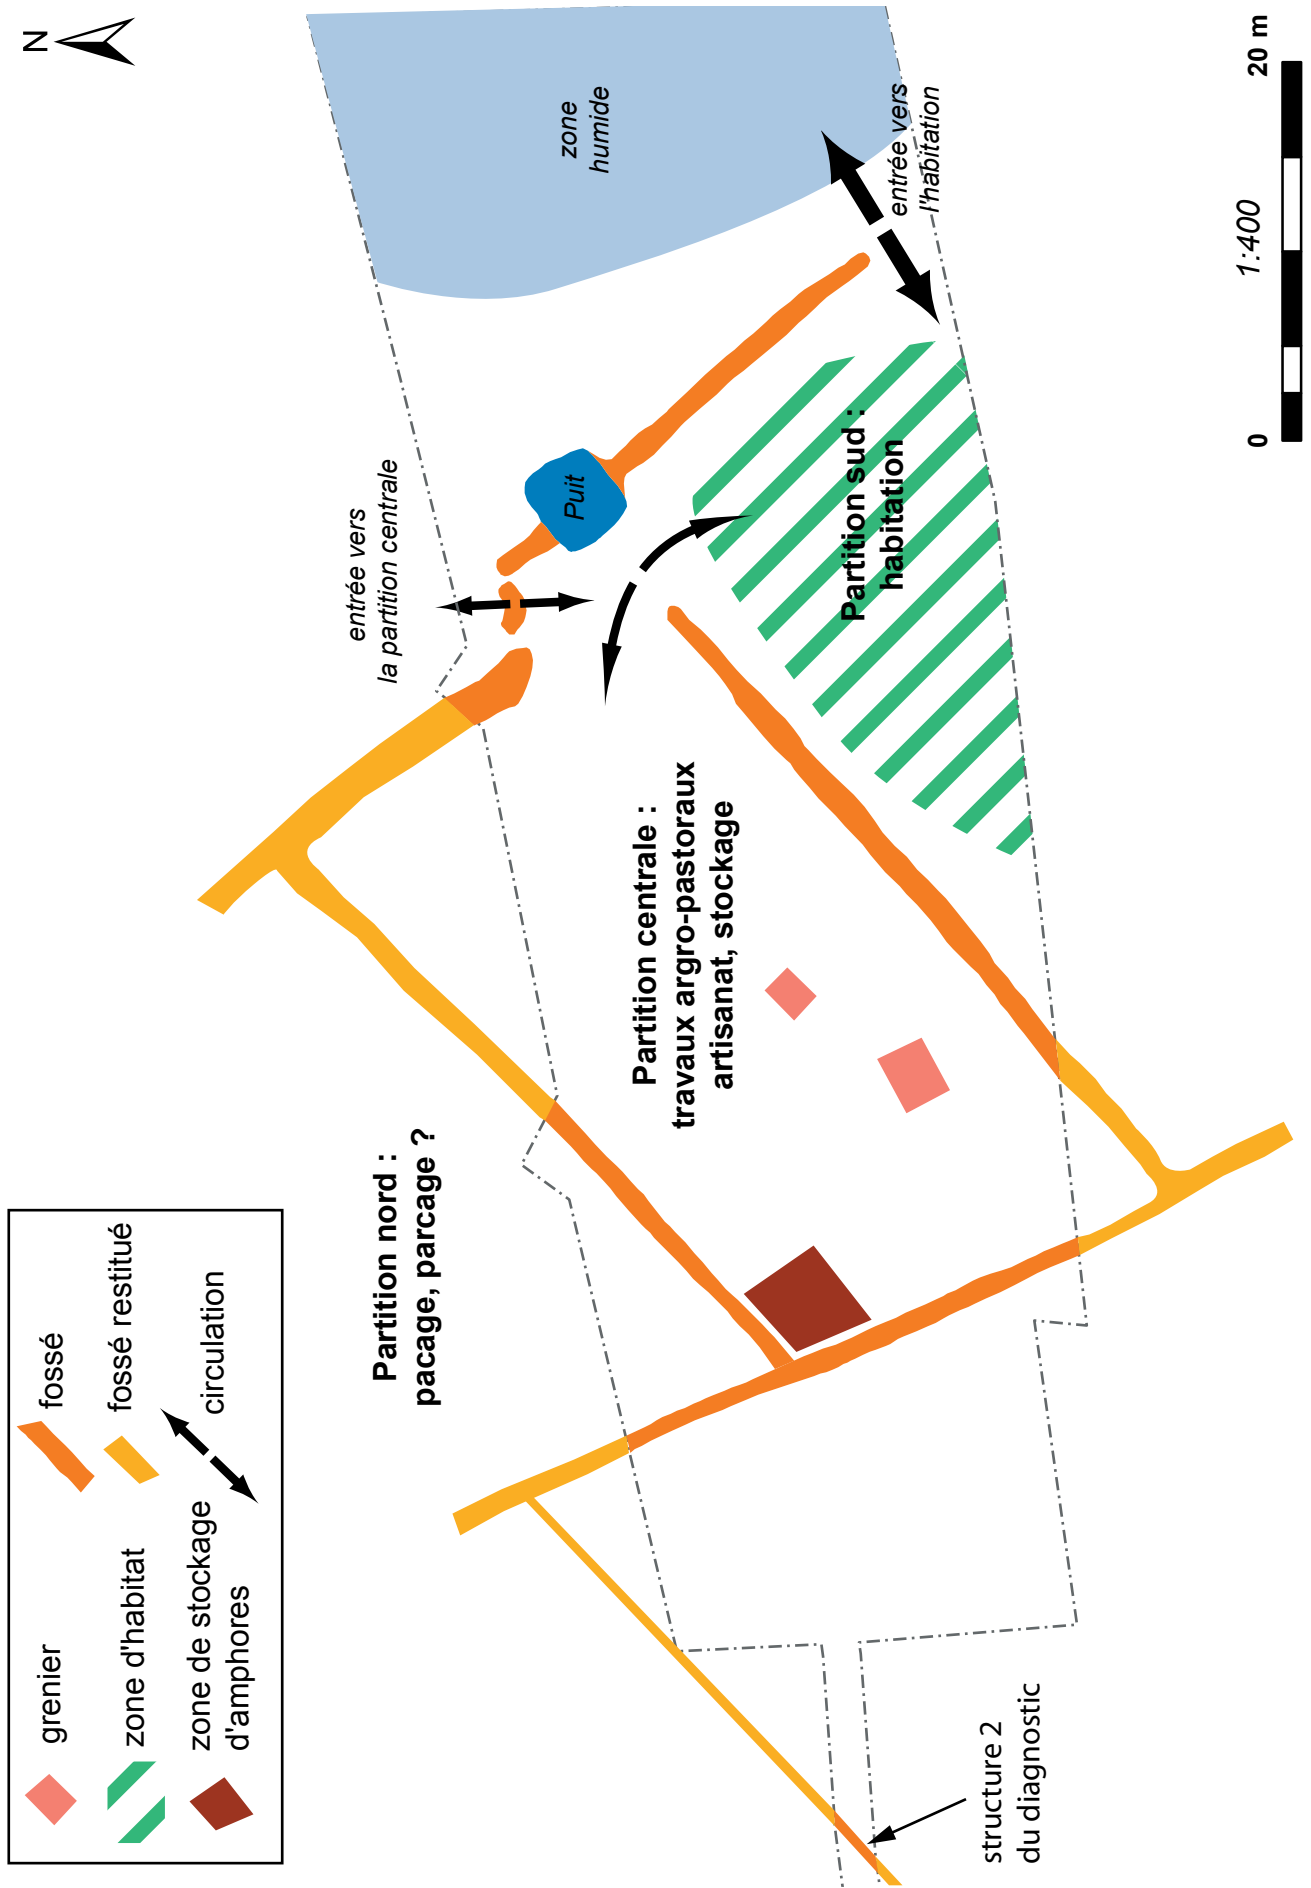 N
grenier
zone d'habitat
zone de stockage
d'amphores
fossé
fossé restitué
circulation
Partition nord :
pacage, parcage ?
entrée vers
la partition centrale
zone
humide
Puit
Partition centrale :
travaux argro-pastoraux
artisanat, stockage
Partition sud :
habitation
entrée vers
l'habitation
structure 2
du diagnostic
1:400
0
20 m